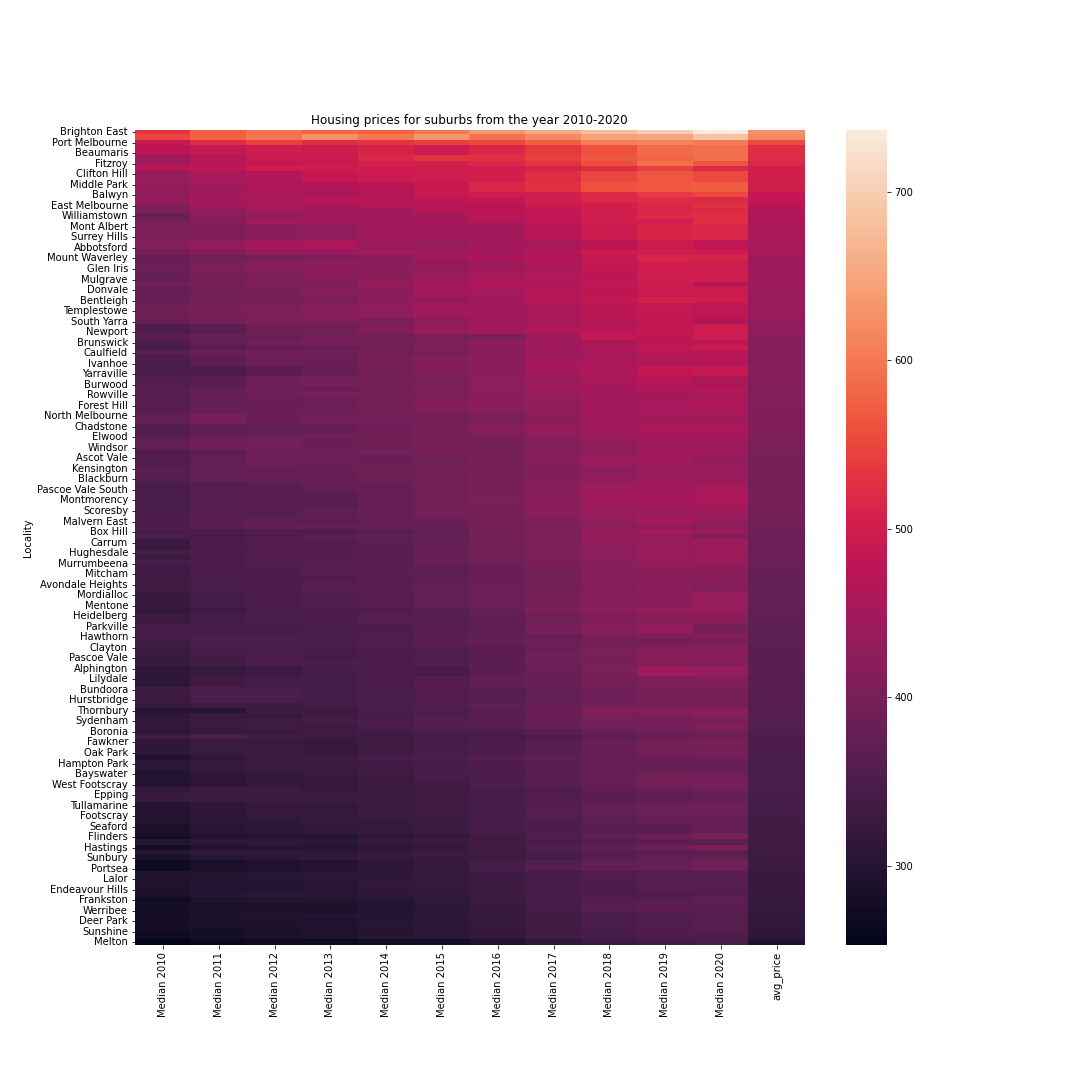 Housing prices for suburbs from the year 2010-2020
Locality
Brighton East
Port Melbourne
Beaumaris
Fitzroy
Clifton Hill
Middle Park
Balwyn
East Melbourne
Williamstown
Mont Albert
Surrey Hills
Abbotsford
Mount Waverley
Glen Iris
Mulgrave
Donvale
Bentleigh
Templestowe
South Yarra
Newport
Brunswick
Caulfield
Ivanhoe
Yarraville
Burwood
Rowville
Forest Hill
North Melbourne
Chadstone
Elwood
Windsor
Ascot Vale
Kensington
Blackburn
Pascoe Vale South
Montmorency
Scoresby
Malvern East
Box Hill
Carrum
Hughesdale
Murrumbeena
Mitcham
Avondale Heights
Mordialloc
Mentone
Heidelberg
Parkville
Hawthorn
Clayton
Pascoe Vale
Alphington
Lilydale
Bundoora
Hurstbridge
Thornbury
Sydenham
Boronia
Fawkner
Oak Park
Hampton Park
Bayswater
West Footscray
Epping
Tullamarine
Footscray
Seaford
Flinders
Hastings
Sunbury
Portsea
Lalor
Endeavour Hills
Frankston
Werribee
Deer Park
Sunshine
Melton
Median 2010
Median 2011
Median 2012
Median 2013
Median 2014
Median 2015
Median 2016
Median 2017
Median 2018
Median 2019
Median 2020
avg_price
700
600
500
400
300